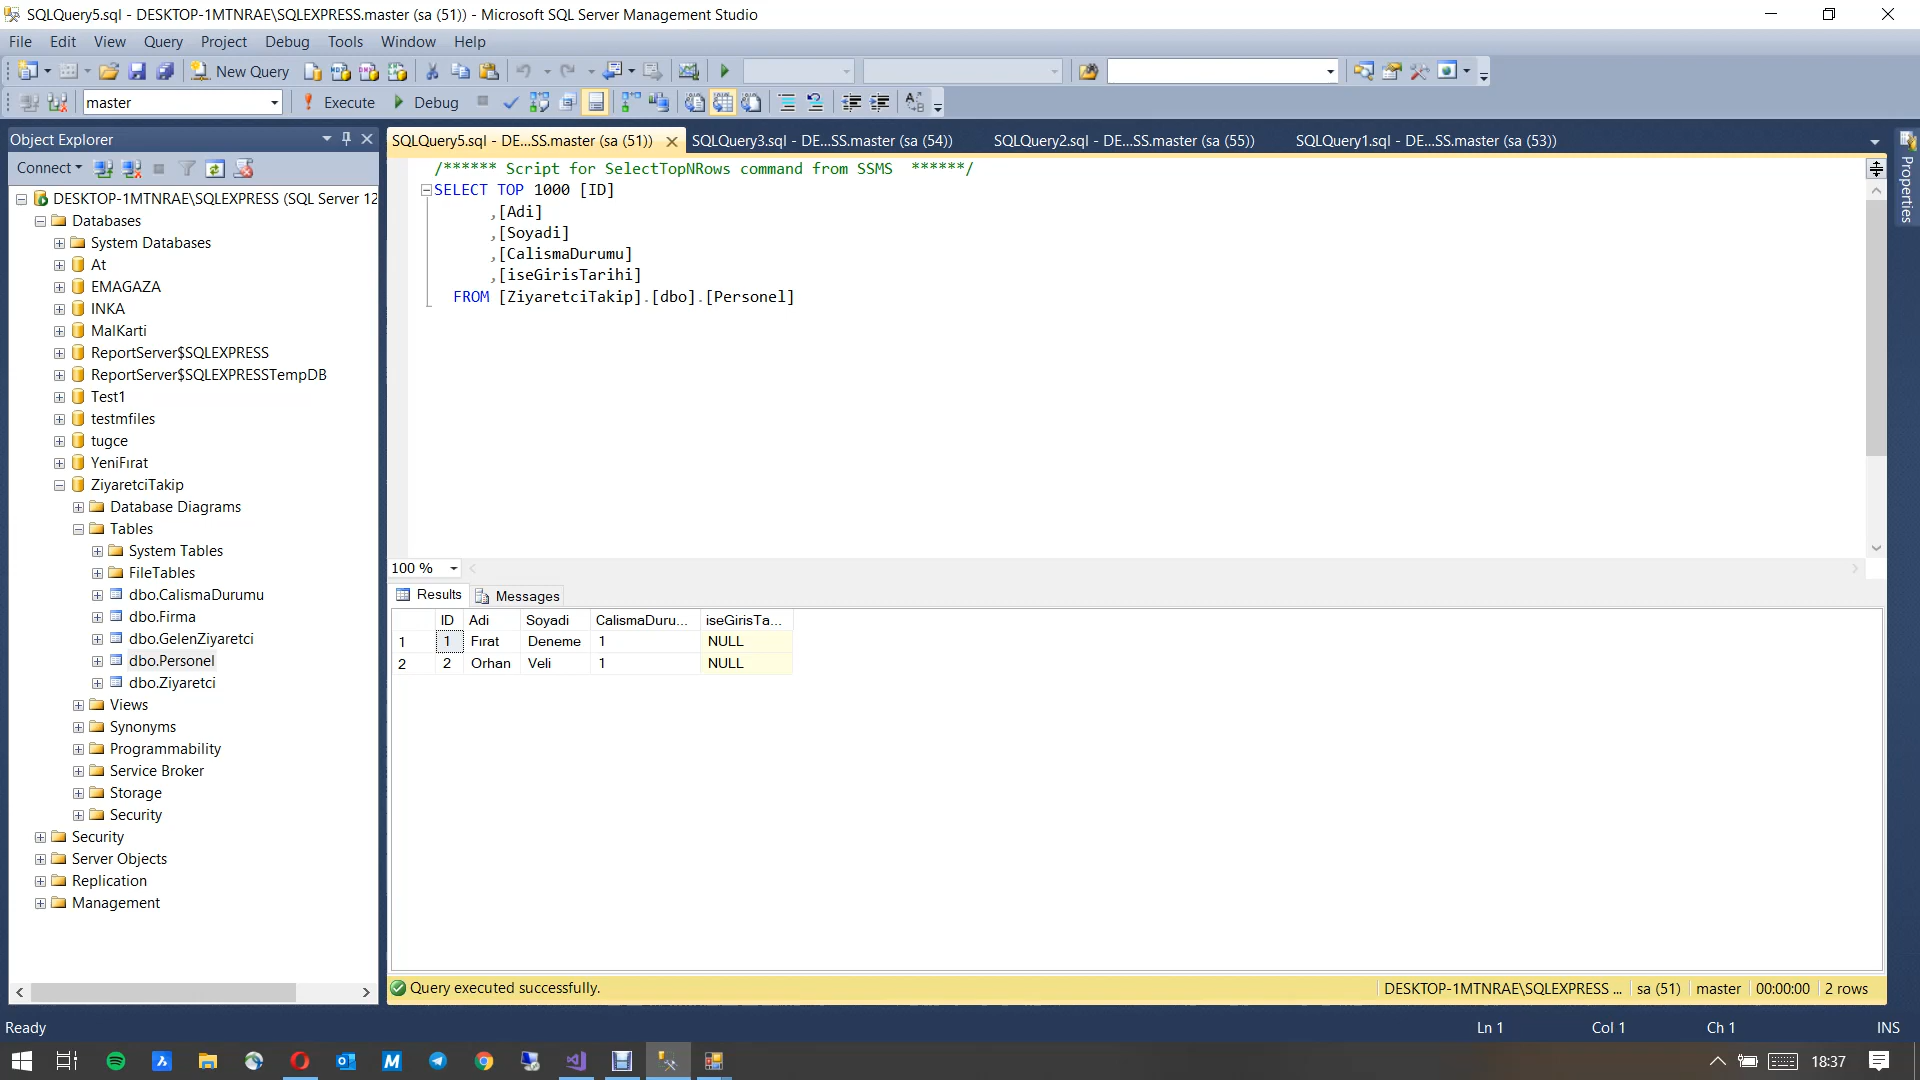 SQLQuery5.sql - DESKTOP-1MTNRAE\SQLEXPRESS.master (sa (51)) - Microsoft SQL Server Management Studio
File Edit View Query Project Debug Tools Window Help
New Query
master Execute Debug
Object Explorer
Connect
DESKTOP-1MTNRAE\SQLEXPRESS (SQL Server 12
Databases
System Databases
At
EMAGAZA
INKA
MalKarti
ReportServer$SQLEXPRESS
ReportServer$SQLEXPRESSTempDB
Test1
testmfiles
tugce
YeniFırat
ZiyaretciTakip
Database Diagrams
Tables
System Tables
FileTables
dbo.CalismaDurumu
dbo.Firma
dbo.GelenZiyaretci
dbo.Personel
dbo.Ziyaretci
Views
Synonyms
Programmability
Service Broker
Storage
Security
Security
Server Objects
Replication
Management
SQLQuery5.sql - DE...SS.master (sa (51)) SQLQuery3.sql - DE...SS.master (sa (54)) SQLQuery2.sql - DE...SS.master (sa (55)) SQLQuery1.sql - DE...SS.master (sa (53))
/****** Script for SelectTopNRows command from SSMS  ******/
SELECT TOP 1000 [ID]
,[Adi]
,[Soyadi]
,[CalismaDurumu]
,[iseGirisTarihi]
FROM [ZiyaretciTakip].[dbo].[Personel]
100 %
Results Messages
ID Adi Soyadi CalismaDuru... iseGirisTa...
1 1 Fırat Deneme 1 NULL
2 2 Orhan Veli 1 NULL
Query executed successfully. DESKTOP-1MTNRAE\SQLEXPRESS ... sa (51) master 00:00:00 2 rows
Properties
Ready Ln 1 Col 1 Ch 1 INS
18:37